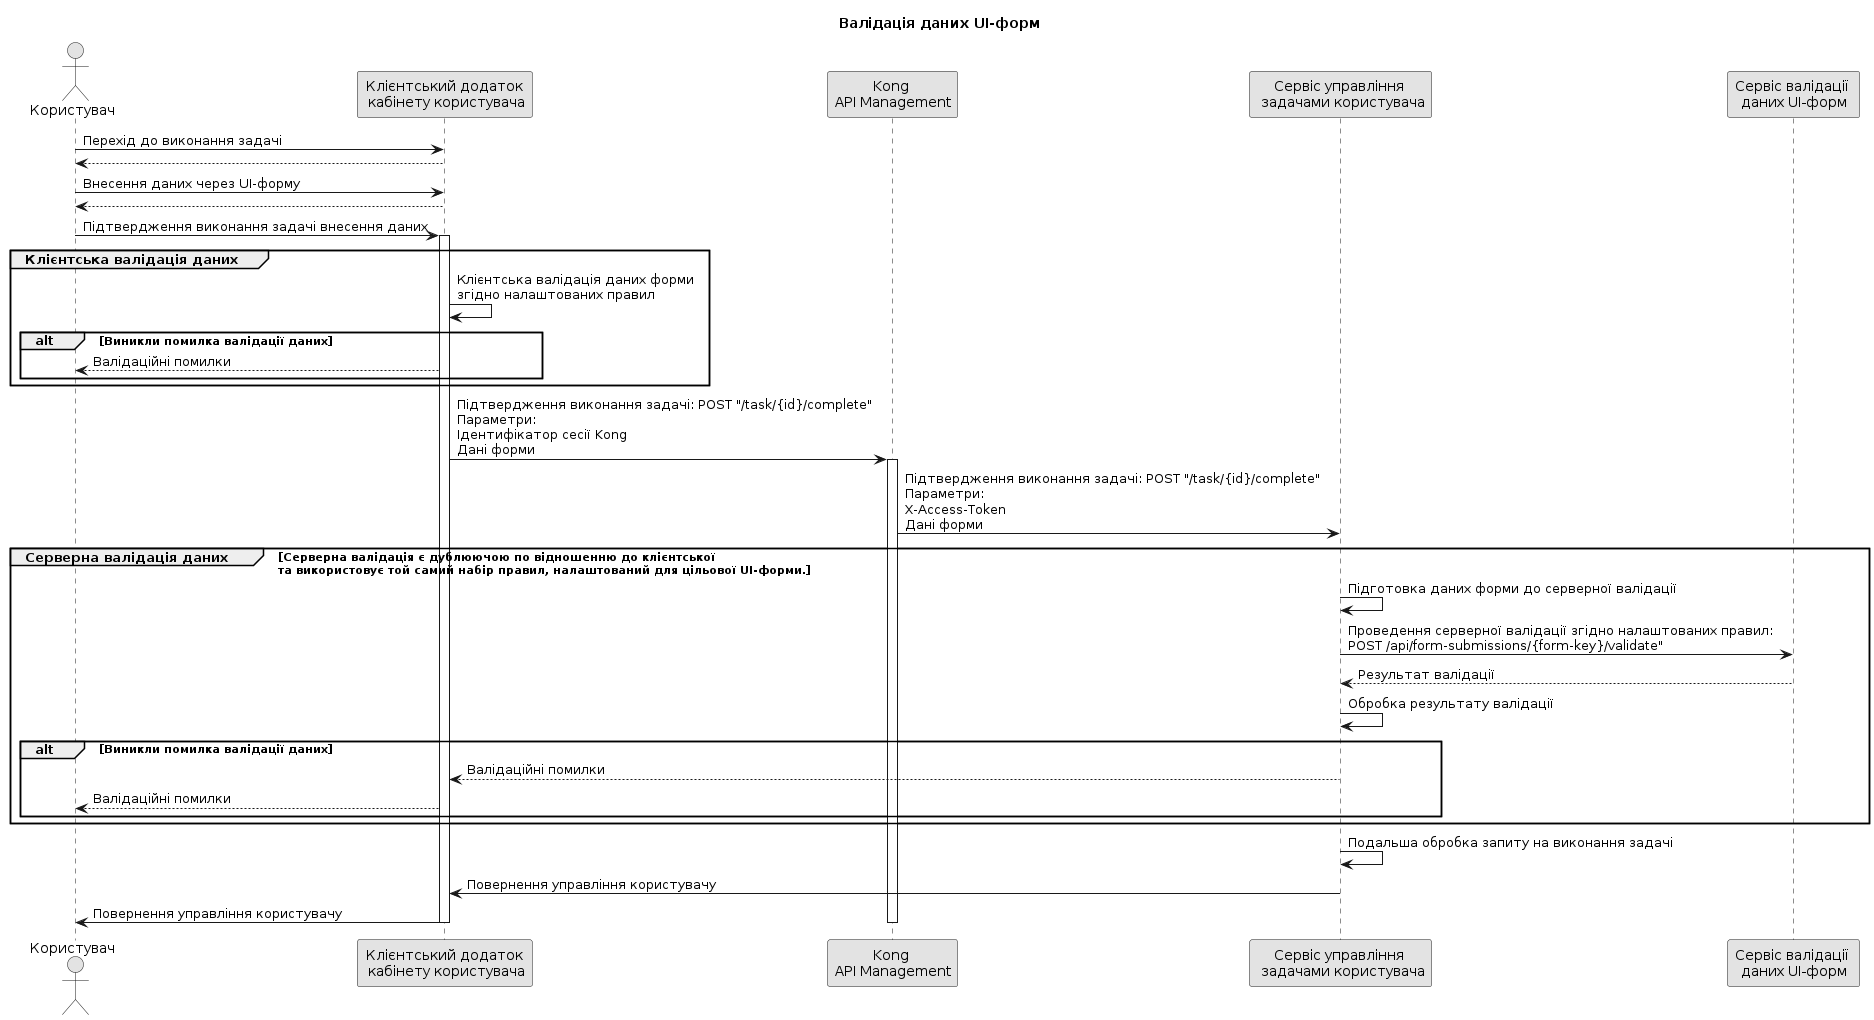 Валідація даних UI-форм
Користувач
Клієнтський додаток
кабінету користувача
Kong
API Management
Сервіс управління
задачами користувача
Сервіс валідації
даних UI-форм
Перехід до виконання задачі
Внесення даних через UI-форму
Підтвердження виконання задачі внесення даних
Клієнтська валідація даних
Клієнтська валідація даних форми
згідно налаштованих правил
alt
[Виникли помилка валідації даних]
Валідаційні помилки
Підтвердження виконання задачі: POST "/task/{id}/complete"
Параметри:
Ідентифікатор сесії Kong
Дані форми
Підтвердження виконання задачі: POST "/task/{id}/complete"
Параметри:
X-Access-Token
Дані форми
Серверна валідація даних
[Серверна валідація є дублюючою по відношенню до клієнтської
та використовує той самий набір правил, налаштований для цільової UI-форми.]
Підготовка даних форми до серверної валідації
Проведення серверної валідації згідно налаштованих правил:
POST /api/form-submissions/{form-key}/validate"
Результат валідації
Обробка результату валідації
alt
[Виникли помилка валідації даних]
Валідаційні помилки
Валідаційні помилки
Подальша обробка запиту на виконання задачі
Повернення управління користувачу
Повернення управління користувачу
Користувач
Клієнтський додаток
кабінету користувача
Kong
API Management
Сервіс управління
задачами користувача
Сервіс валідації
даних UI-форм